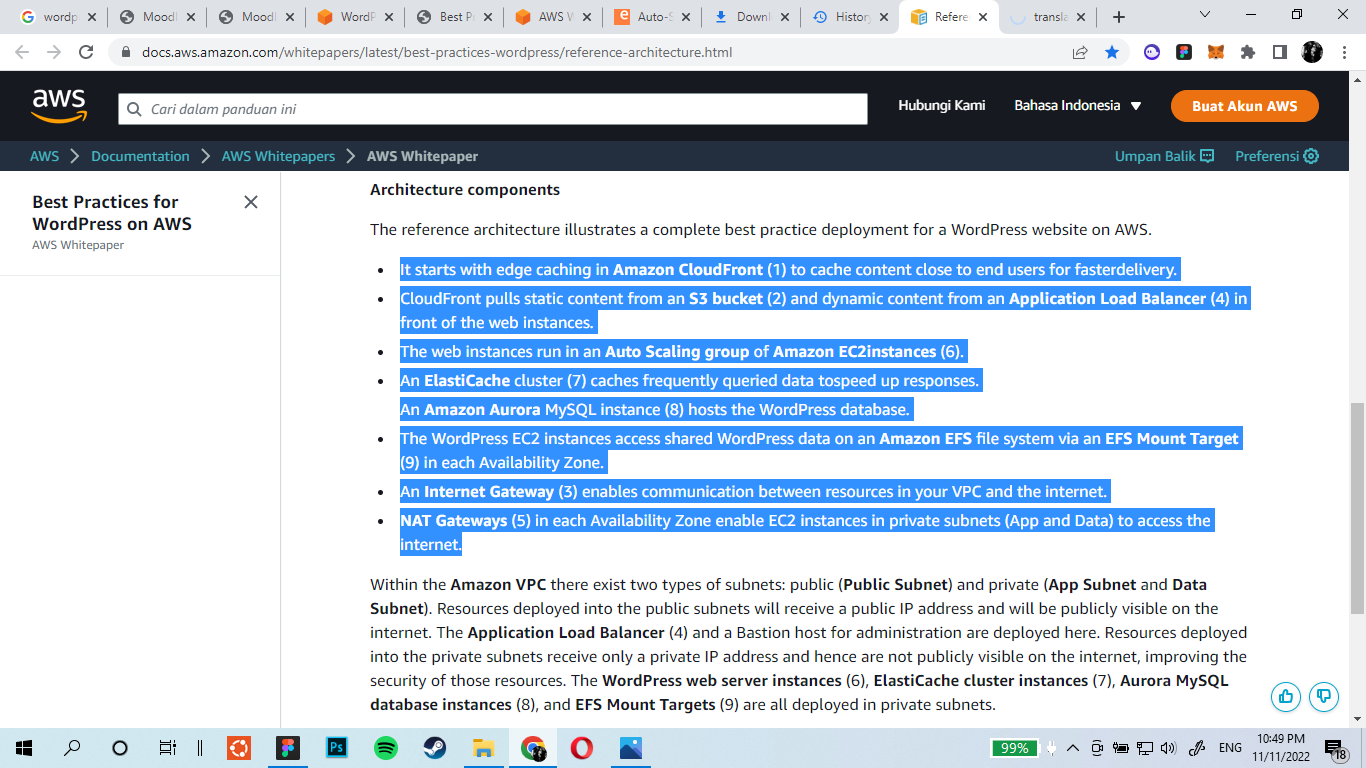 wordp
Moodl
Moodl
WordP
Best P
AWS W
Auto-S
Downl
History
Refere
transla
docs.aws.amazon.com/whitepapers/latest/best-practices-wordpress/reference-architecture.html
aws
Cari dalam panduan ini
Hubungi Kami
Bahasa Indonesia
Buat Akun AWS
AWS
Documentation
AWS Whitepapers
AWS Whitepaper
Umpan Balik
Preferensi
Best Practices for
WordPress on AWS
AWS Whitepaper
Architecture components
The reference architecture illustrates a complete best practice deployment for a WordPress website on AWS.
It starts with edge caching in Amazon CloudFront (1) to cache content close to end users for fasterdelivery.
CloudFront pulls static content from an S3 bucket (2) and dynamic content from an Application Load Balancer (4) in
front of the web instances.
The web instances run in an Auto Scaling group of Amazon EC2instances (6).
An ElastiCache cluster (7) caches frequently queried data tospeed up responses.
An Amazon Aurora MySQL instance (8) hosts the WordPress database.
The WordPress EC2 instances access shared WordPress data on an Amazon EFS file system via an EFS Mount Target
(9) in each Availability Zone.
An Internet Gateway (3) enables communication between resources in your VPC and the internet.
NAT Gateways (5) in each Availability Zone enable EC2 instances in private subnets (App and Data) to access the
internet.
Within the Amazon VPC there exist two types of subnets: public (Public Subnet) and private (App Subnet and Data
Subnet). Resources deployed into the public subnets will receive a public IP address and will be publicly visible on the
internet. The Application Load Balancer (4) and a Bastion host for administration are deployed here. Resources deployed
into the private subnets receive only a private IP address and hence are not publicly visible on the internet, improving the
security of those resources. The WordPress web server instances (6), ElastiCache cluster instances (7), Aurora MySQL
database instances (8), and EFS Mount Targets (9) are all deployed in private subnets.
Ps
99%
ENG
10:49 PM
11/11/2022
18